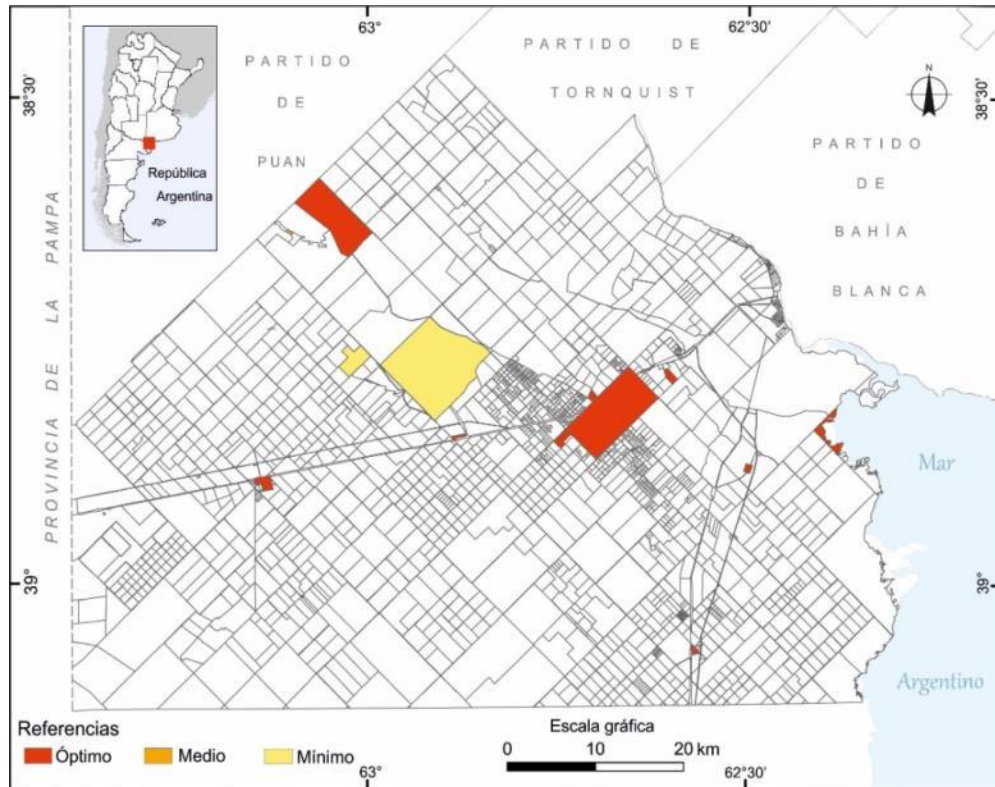 63°
62°30'
38°30'
38°30'
República
Argentina
PARTIDO
DE
PUAN
PARTIDO DE
TORNQUIST
N
PARTIDO
DE
BAHÍA
BLANCA
PROVINCIA DE LA PAMPA
Mar
Argentino
39°
39°
Referencias
Óptimo
Medio
Mínimo
Escala gráfica
0 10 20 km
63°
62°30'